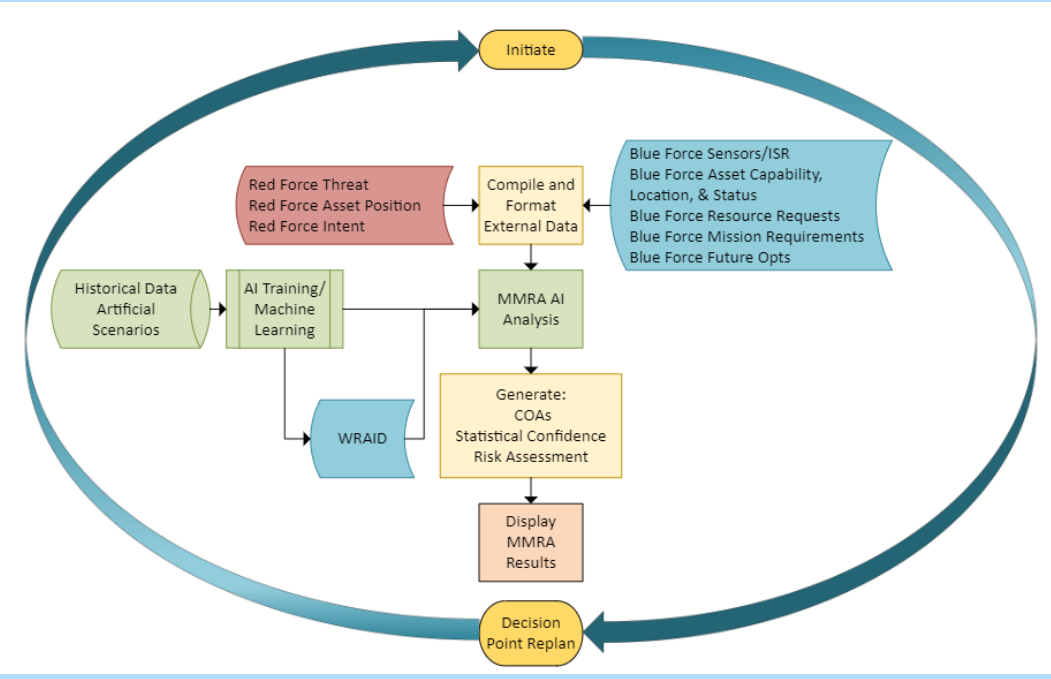 Initiate
Red Force Threat
Red Force Asset Position
Red Force Intent
Compile and
Format
External Data
Blue Force Sensors/ISR
Blue Force Asset Capability,
Location, & Status
Blue Force Resource Requests
Blue Force Mission Requirements
Blue Force Future Opts
Historical Data
Artificial
Scenarios
AI Training/
Machine
Learning
MMRA AI
Analysis
WRAID
Generate:
COAs
Statistical Confidence
Risk Assessment
Display
MMRA
Results
Decision
Point Replan